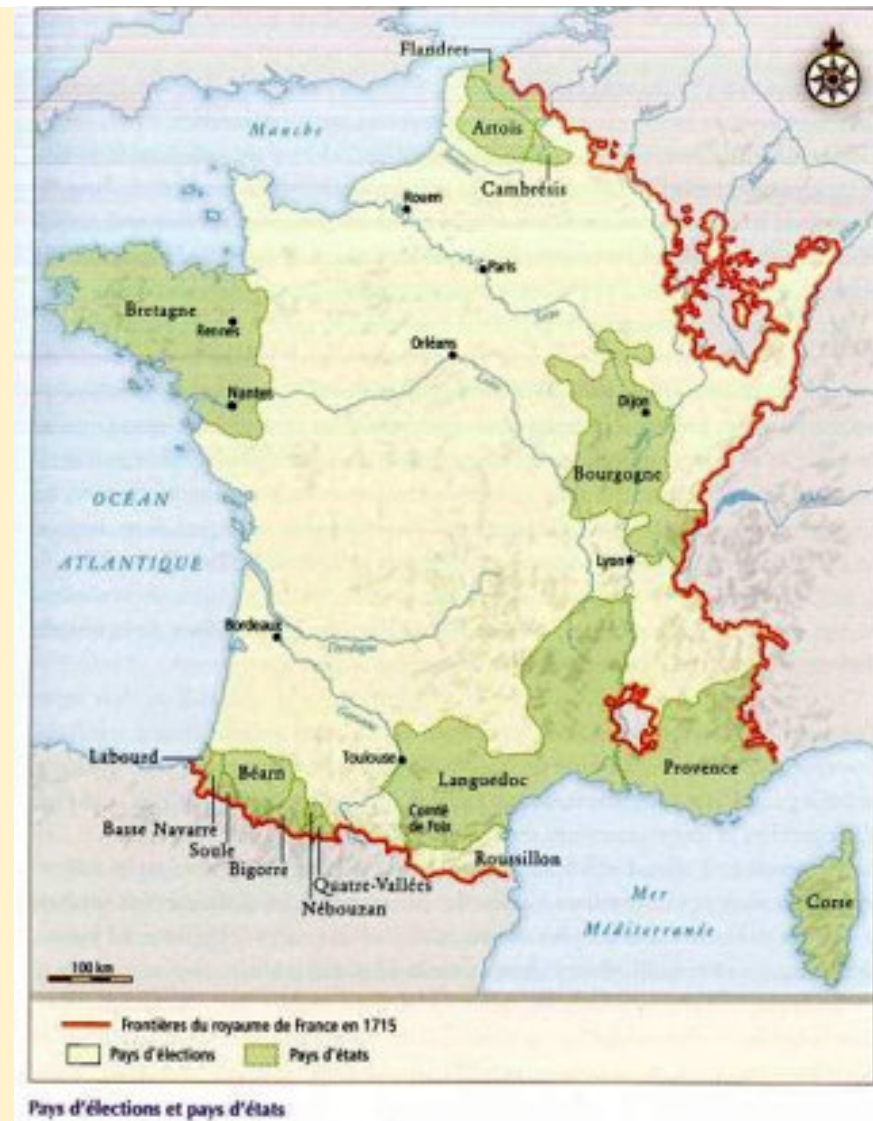 Flandres
Artois
Manche
Cambrésis
Rouen
Paris
Seine
Bretagne
Rennes
Orléans
Loire
Nantes
Dijon
Bourgogne
OCÉAN
ATLANTIQUE
Lyon
Bordeaux
Dordogne
Garonne
Toulouse
Labourd
Béarn
Languedoc
Provence
Basse Navarre
Comté
de Foix
Soule
Roussillon
Bigorre
Quatre-Vallées
Nébouzan
Mer
Méditerranée
Corse
100 km
Frontières du royaume de France en 1715
Pays d'élections
Pays d'états
Pays d'élections et pays d'états